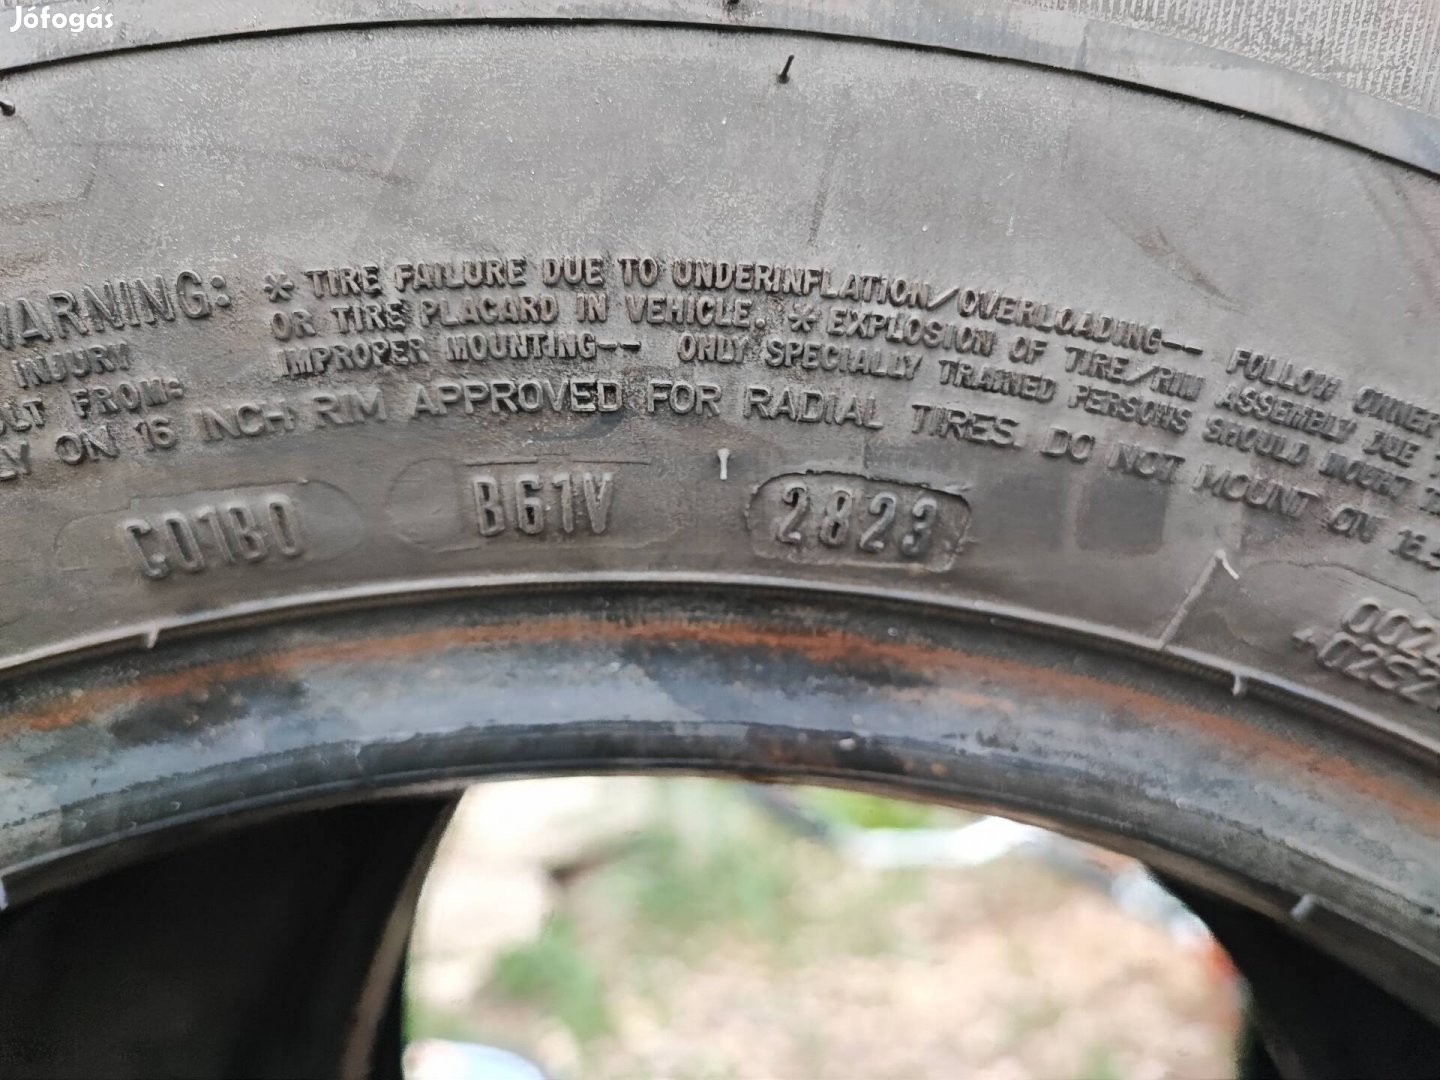 Jófogás
WARNING: * TIRE FAILURE DUE TO UNDERINFLATION/OVERLOADING-- FOLLOW OWNER
INJURY OR TIRE PLACARD IN VEHICLE. * EXPLOSION OF TIRE/RIM ASSEMBLY DUE
FROM: IMPROPER MOUNTING-- ONLY SPECIALLY TRAINED PERSONS SHOULD MOUNT
ON 16 INCH RIM APPROVED FOR RADIAL TIRES. DO NOT MOUNT ON
C01B0 B61V 2823